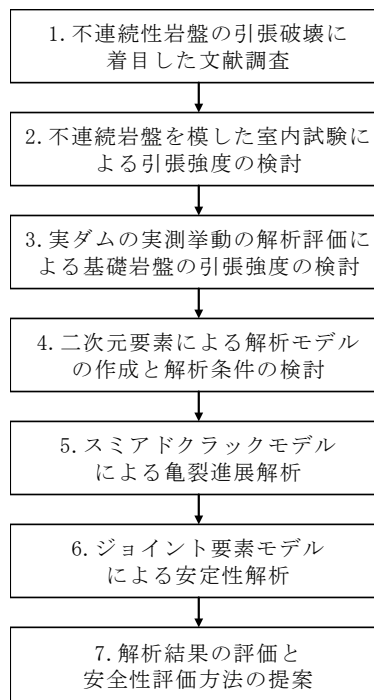 1.不連続性岩盤の引張破壊に
着目した文献調査
2.不連続岩盤を模した室内試験に
よる引張強度の検討
3.実ダムの実測挙動の解析評価に
よる基礎岩盤の引張強度の検討
4.二次元要素による解析モデル
の作成と解析条件の検討
5.スミアドクラックモデル
による亀裂進展解析
6.ジョイント要素モデル
による安定性解析
7.解析結果の評価と
安全性評価方法の提案